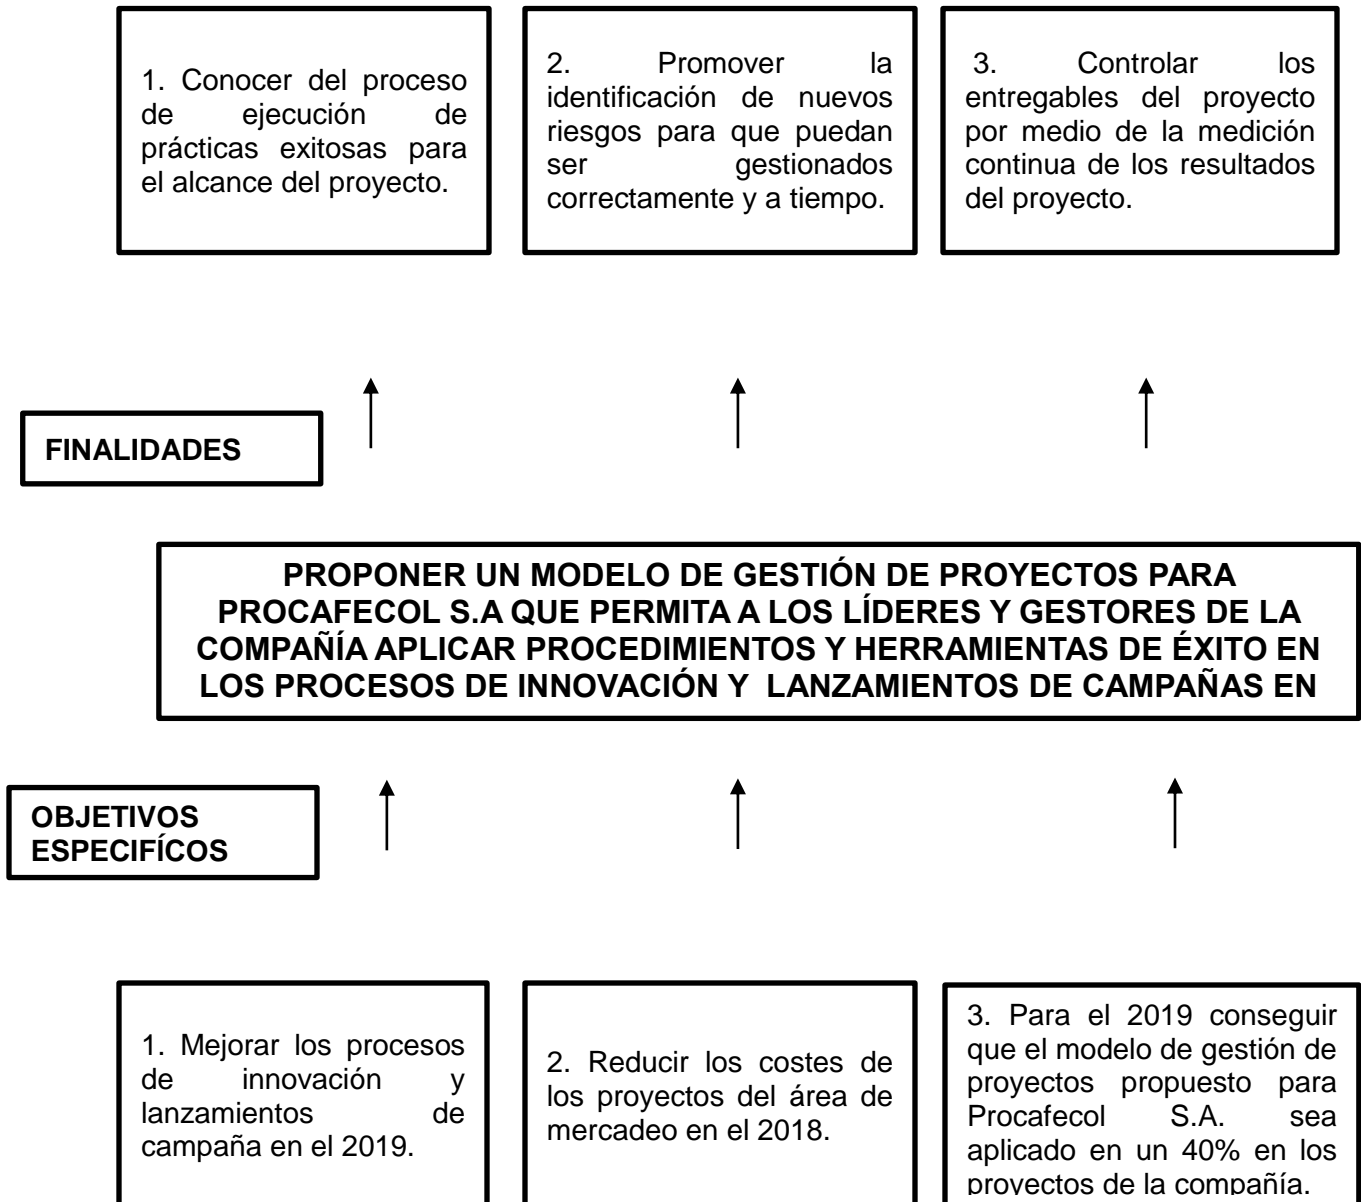 1. Conocer del proceso
de ejecución de
prácticas exitosas para
el alcance del proyecto.
2. Promover la
identificación de nuevos
riesgos para que puedan
ser gestionados
correctamente y a tiempo.
3. Controlar los
entregables del proyecto
por medio de la medición
continua de los resultados
del proyecto.
FINALIDADES
PROPONER UN MODELO DE GESTIÓN DE PROYECTOS PARA
PROCAFECOL S.A QUE PERMITA A LOS LÍDERES Y GESTORES DE LA
COMPAÑÍA APLICAR PROCEDIMIENTOS Y HERRAMIENTAS DE ÉXITO EN
LOS PROCESOS DE INNOVACIÓN Y LANZAMIENTOS DE CAMPAÑAS EN
OBJETIVOS
ESPECIFÍCOS
1. Mejorar los procesos
de innovación y
lanzamientos de
campaña en el 2019.
2. Reducir los costes de
los proyectos del área de
mercadeo en el 2018.
3. Para el 2019 conseguir
que el modelo de gestión de
proyectos propuesto para
Procafecol S.A. sea
aplicado en un 40% en los
proyectos de la compañía.